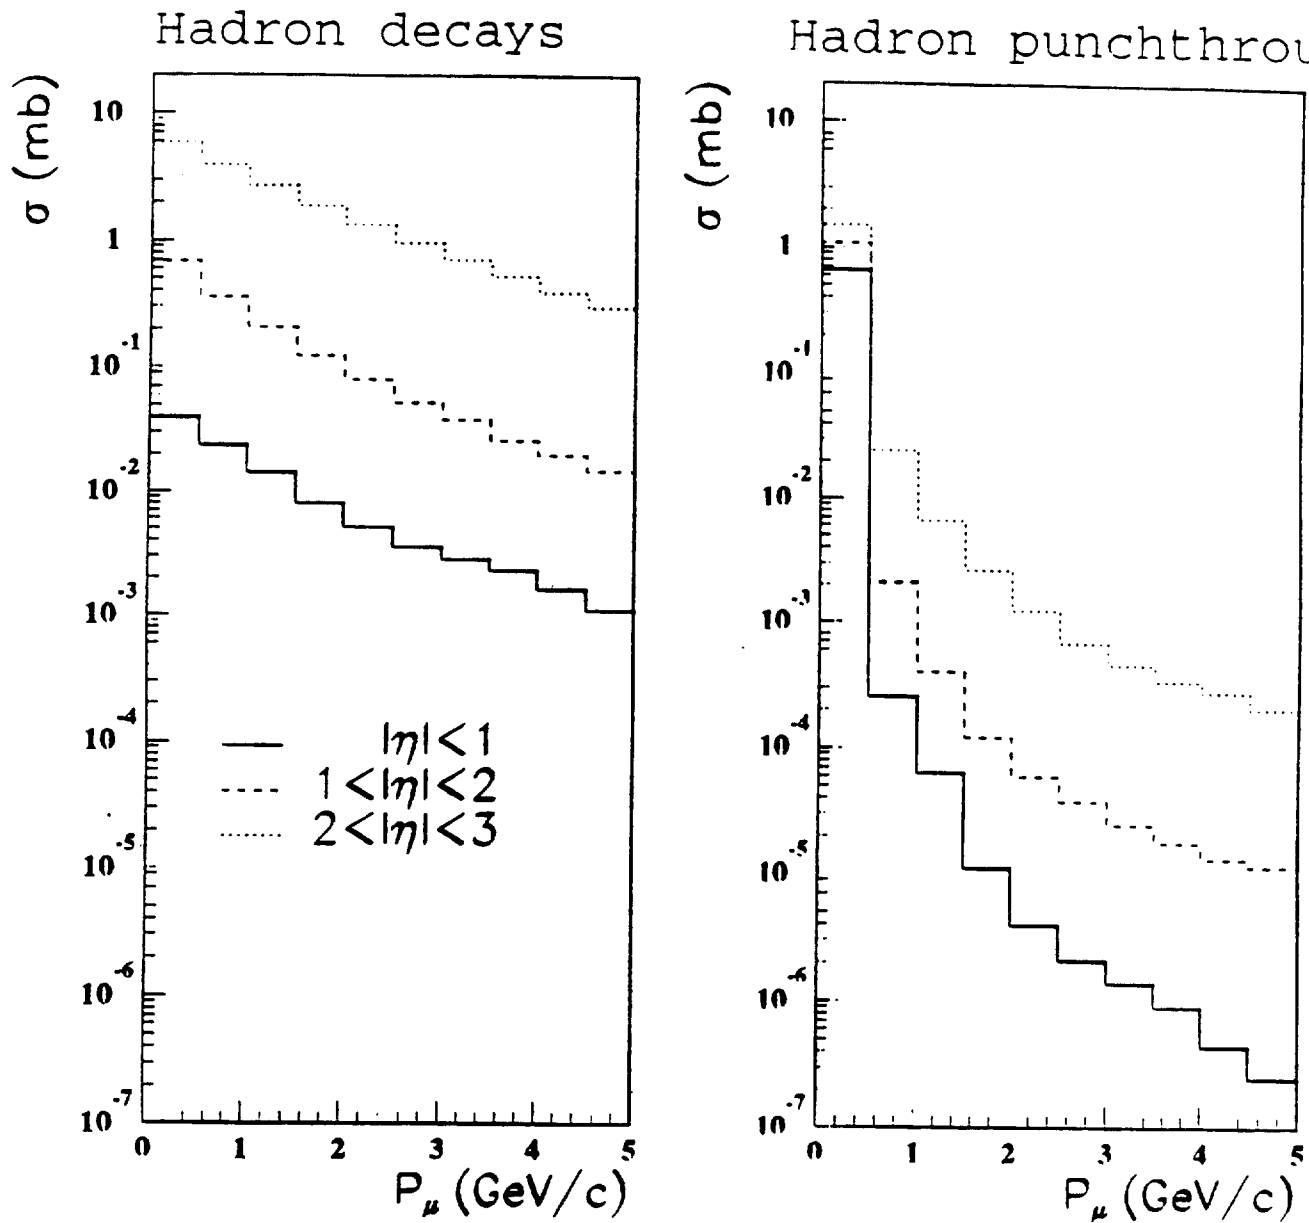 Hadron decays
σ (mb)
10
1
10⁻¹
10⁻²
10⁻³
10⁻⁴
10⁻⁵
10⁻⁶
10⁻⁷
|η|<1
1<|η|<2
2<|η|<3
0 1 2 3 4 5
P_μ (GeV/c)
Hadron punchthrou
σ (mb)
10
1
10⁻¹
10⁻²
10⁻³
10⁻⁴
10⁻⁵
10⁻⁶
10⁻⁷
0 1 2 3 4 5
P_μ (GeV/c)